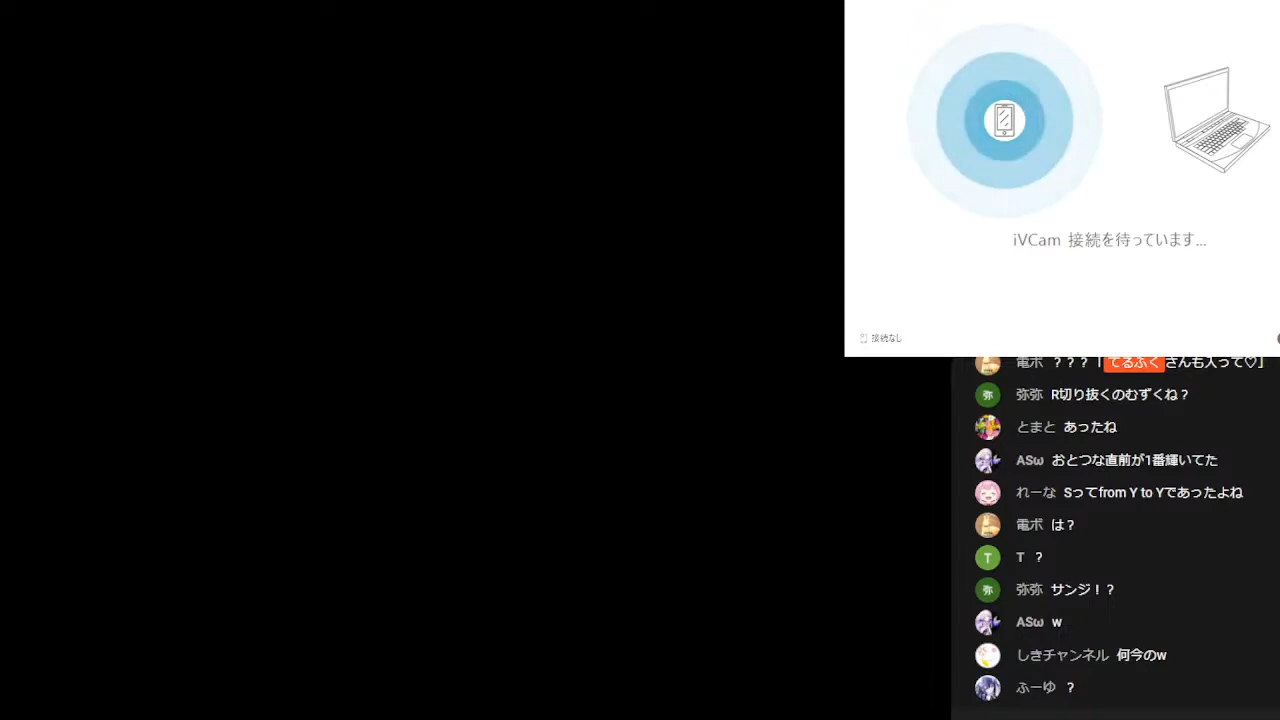 iVCam 接続を待っています...
接続なし
電ボ ？？？「てるふくさんも入って♡」
弥 弥弥 R切り抜くのむずくね？
とまと あったね
ASω おとつな直前が1番輝いてた
れーな Sってfrom Y to Yであったよね
電ボ は？
T T ？
弥 弥弥 サンジ！？
ASω w
しきチャンネル 何今のw
ふーゆ ？